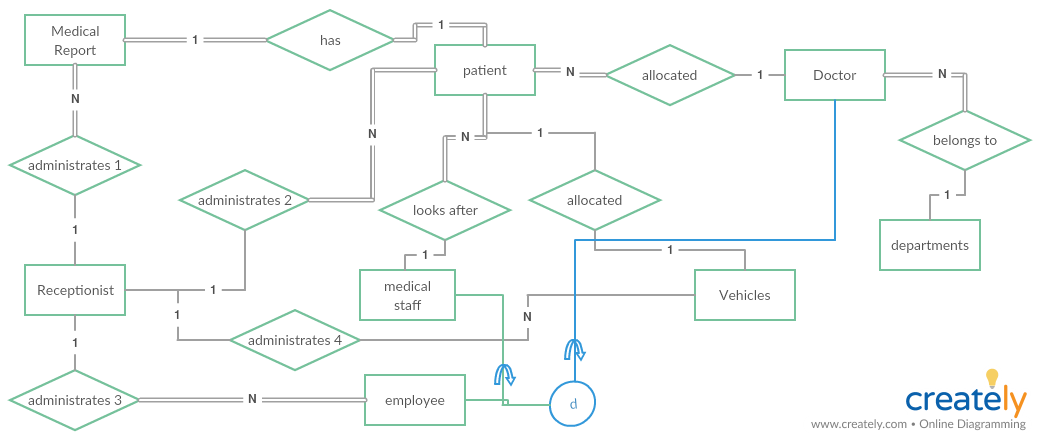 Medical
Report
1
has
1
patient
N
allocated
1
Doctor
N
belongs to
1
departments
N
administrates 1
1
N
administrates 2
N
looks after
1
1
allocated
1
Receptionist
1
1
medical
staff
Vehicles
N
administrates 4
1
administrates 3
N
employee
d
creately
www.creately.com • Online Diagramming